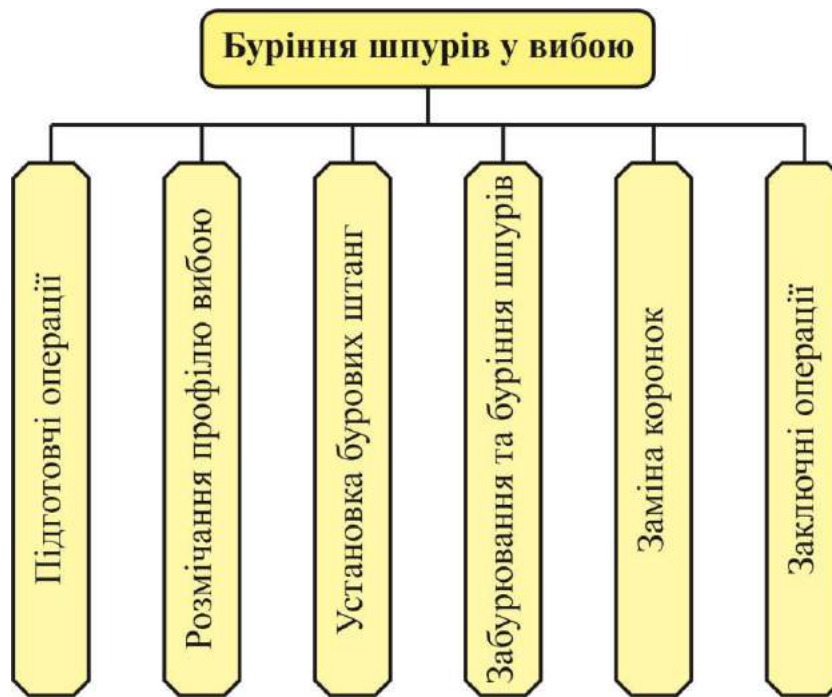 Буріння шпурів у вибою
Підготовчі операції
Розмічання профілю вибою
Установка бурових штанг
Забурювання та буріння шпурів
Заміна коронок
Заключні операції